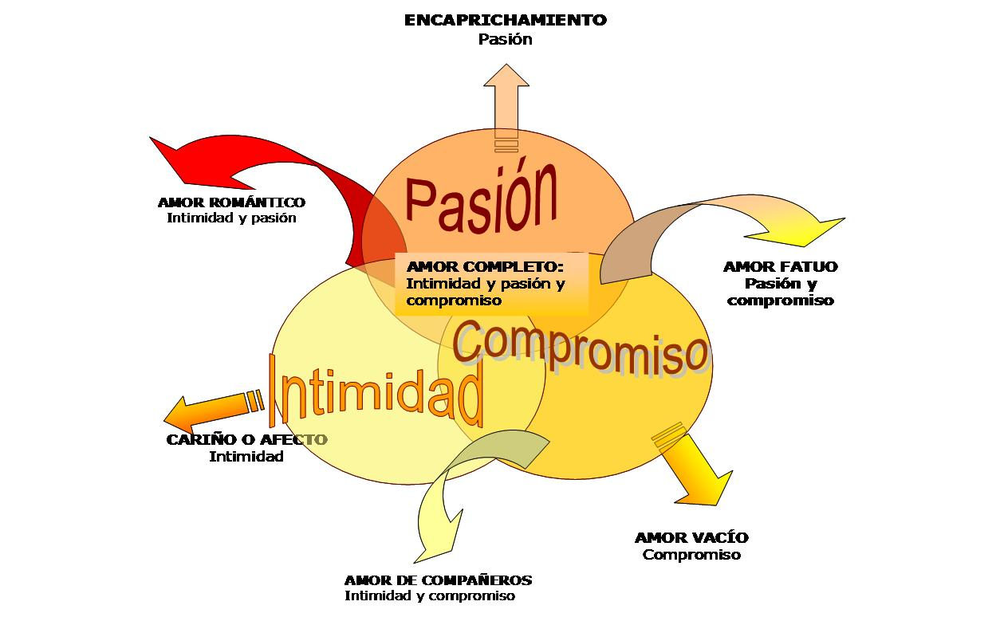 ENCAPRICHAMIENTO
Pasión
Pasión
AMOR ROMÁNTICO
Intimidad y pasión
AMOR COMPLETO:
Intimidad y pasión y
compromiso
AMOR FATUO
Pasión y
compromiso
Compromiso
Intimidad
CARIÑO O AFECTO
Intimidad
AMOR VACÍO
Compromiso
AMOR DE COMPAÑEROS
Intimidad y compromiso